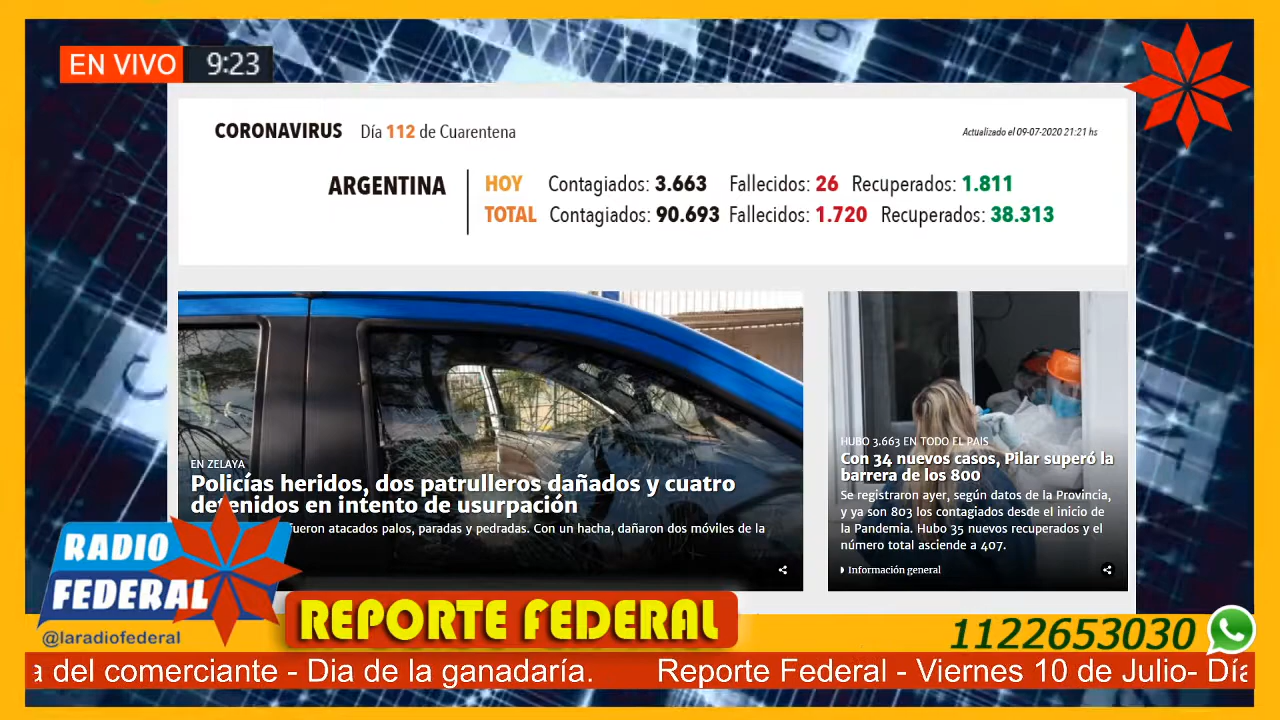 EN VIVO 9:23
CORONAVIRUS Día 112 de Cuarentena
Actualizado el 09-07-2020 21:21 hs
ARGENTINA
HOY Contagiados: 3.663 Fallecidos: 26 Recuperados: 1.811
TOTAL Contagiados: 90.693 Fallecidos: 1.720 Recuperados: 38.313
EN ZELAYA
Policías heridos, dos patrulleros dañados y cuatro
detenidos en intento de usurpación
fueron atacados palos, paradas y pedradas. Con un hacha, dañaron dos móviles de la
HUBO 3.663 EN TODO EL PAIS
Con 34 nuevos casos, Pilar superó la
barrera de los 800
Se registraron ayer, según datos de la Provincia,
y ya son 803 los contagiados desde el inicio de
la Pandemia. Hubo 35 nuevos recuperados y el
número total asciende a 407.
Información general
RADIO
FEDERAL
@laradiofederal
REPORTE FEDERAL
1122653030
a del comerciante - Dia de la ganadaría. Reporte Federal - Viernes 10 de Julio- Día